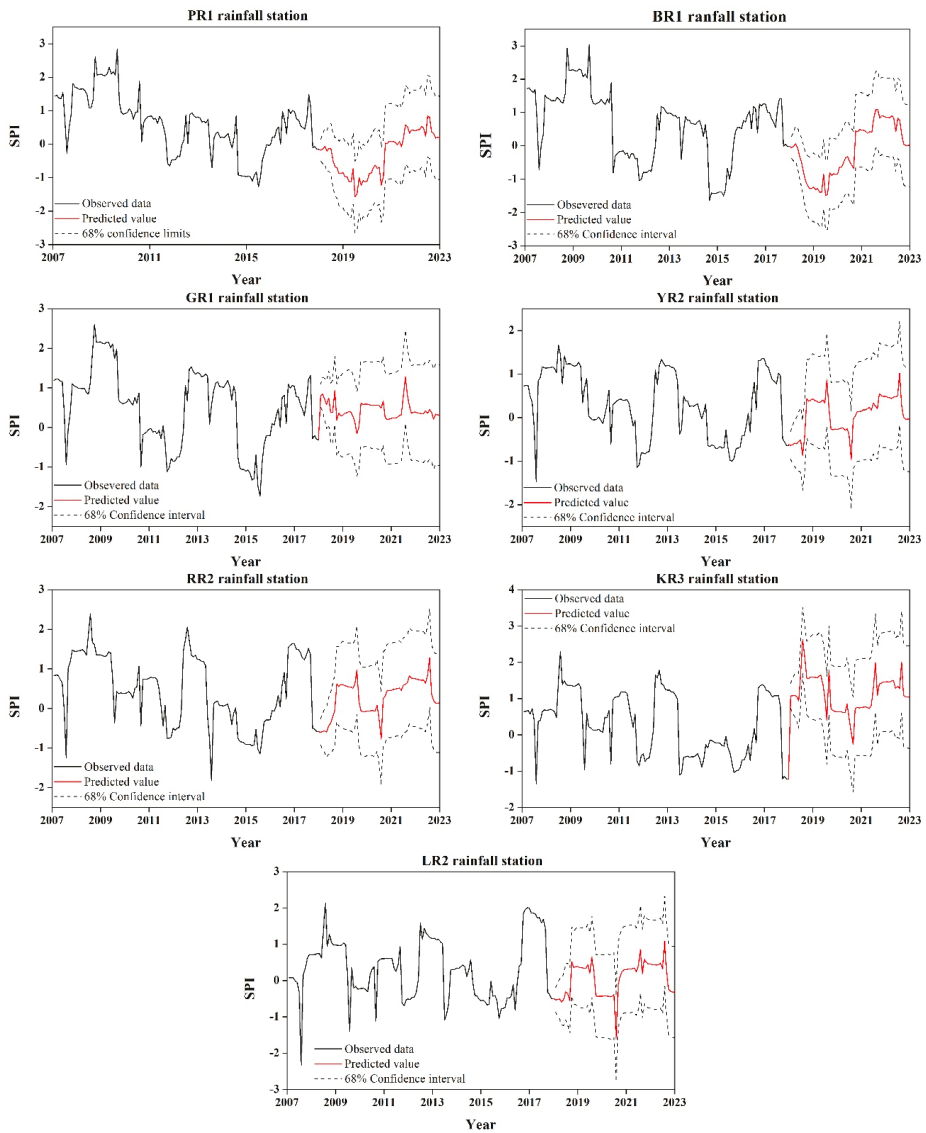 PR1 rainfall station
3
2
1
0
-1
-2
-3
SPI
Observed data
Predicted value
68% confidence limits
2007 2011 2015 2019 2023
Year
BR1 ranfall station
3
2
1
0
-1
-2
-3
SPI
Obsevered data
Predicted value
68% Confidence interval
2007 2009 2011 2013 2015 2017 2019 2021 2023
Year
GR1 rainfall station
3
2
1
0
-1
-2
SPI
Obsevered data
Predicted value
68% Confidence interval
2007 2009 2011 2013 2015 2017 2019 2021 2023
Year
YR2 rainfall station
2
1
0
-1
-2
SPI
Observed data
Predicted value
68% Confidence interval
2007 2009 2011 2013 2015 2017 2019 2021 2023
Year
RR2 rainfall station
3
2
1
0
-1
-2
SPI
Observed data
Predicted value
68% Confidence interval
2007 2009 2011 2013 2015 2017 2019 2021 2023
Year
KR3 rainfall station
4
3
2
1
0
-1
-2
SPI
Observed data
Predicted value
68% Confidence interval
2007 2009 2011 2013 2015 2017 2019 2021 2023
Year
LR2 rainfall station
3
2
1
0
-1
-2
-3
SPI
Observed data
Predicted value
68% Confidence interval
2007 2009 2011 2013 2015 2017 2019 2021 2023
Year